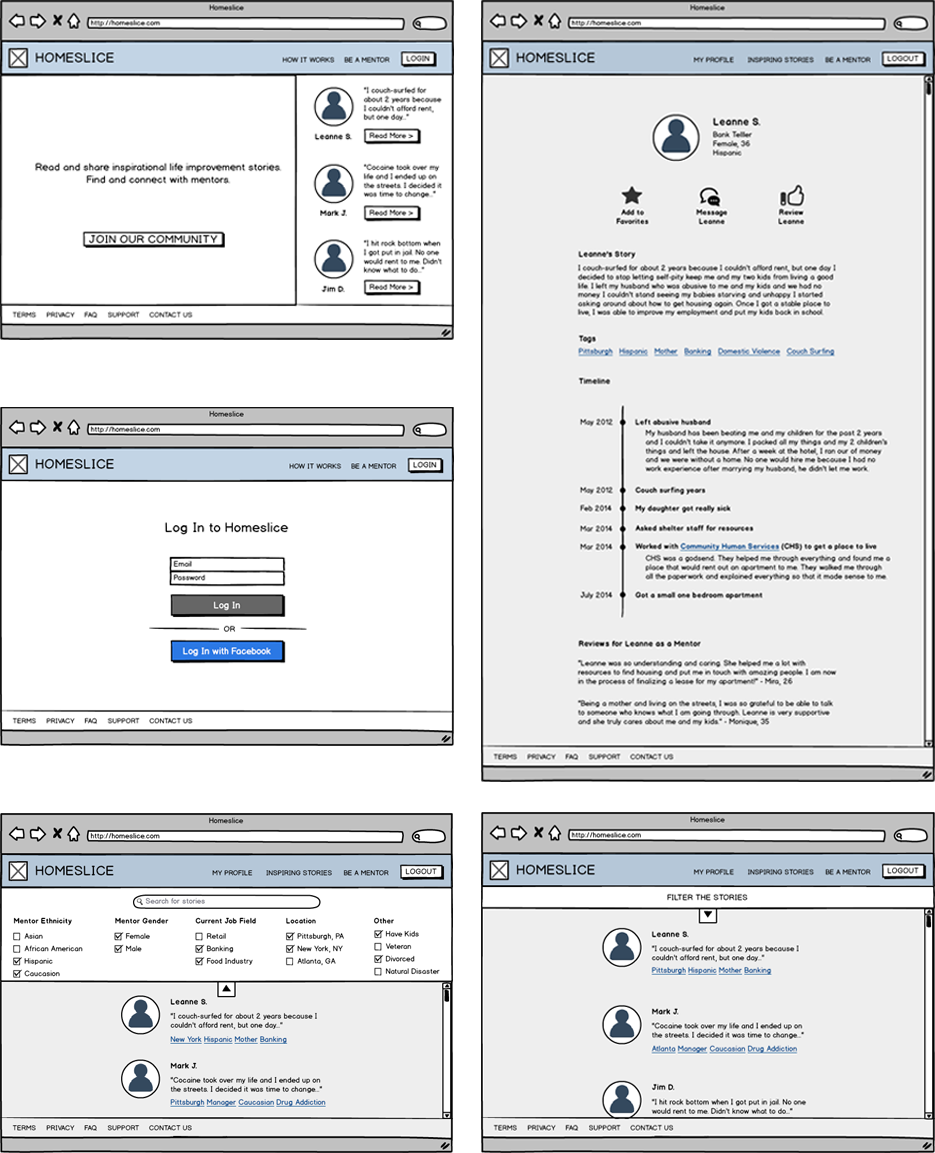 Homeslice
http://homeslice.com
HOMESLICE
HOW IT WORKS BE A MENTOR LOGIN
Read and share inspirational life improvement stories.
Find and connect with mentors.
JOIN OUR COMMUNITY
"I couch-surfed for
about 2 years because
I couldn't afford rent,
but one day..."
Leanne S.
Read More >
"Cocaine took over my
life and I ended up on
the streets. I decided it
was time to change..."
Mark J.
Read More >
"I hit rock bottom when
I got put in jail. No one
would rent to me. Didn't
know what to do..."
Jim D.
Read More >
TERMS PRIVACY FAQ SUPPORT CONTACT US
Homeslice
http://homeslice.com
HOMESLICE
MY PROFILE INSPIRING STORIES BE A MENTOR LOGOUT
Leanne S.
Bank Teller
Female, 36
Hispanic
Add to
Favorites
Message
Leanne
Review
Leanne
Leanne's Story
I couch-surfed for about 2 years because I couldn't afford rent, but one day I
decided to stop letting self-pity keep me and my two kids from living a good
life. I left my husband who was abusive to me and my kids and we had no
money. I couldn't stand seeing my babies starving and unhappy. I started
asking around about how to get housing again. Once I got a stable place to
live, I was able to improve my employment and put my kids back in school.
Tags
Pittsburgh Hispanic Mother Banking Domestic Violence Couch Surfing
Timeline
May 2012 Left abusive husband
My husband has been beating me and my children for the past 2 years
and I couldn't take it anymore. I packed all my things and my 2 children's
things and left the house. After a week at the hotel, I ran our of money
and we were without a home. No one would hire me because I had no
work experience after marrying my husband, he didn't let me work.
May 2012 Couch surfing years
Feb 2014 My daughter got really sick
Mar 2014 Asked shelter staff for resources
Mar 2014 Worked with Community Human Services (CHS) to get a place to live
CHS was a godsend. They helped me through everything and found me a
place that would rent out an apartment to me. They walked me through
all the paperwork and explained everything so that it made sense to me.
July 2014 Got a small one bedroom apartment
Reviews for Leanne as a Mentor
"Leanne was so understanding and caring. She helped me a lot with
resources to find housing and put me in touch with amazing people. I am now
in the process of finalizing a lease for my apartment!" - Mira, 26
"Being a mother and living on the streets, I was so grateful to be able to talk
to someone who knows what I am going through. Leanne is very supportive
and she truly cares about me and my kids." - Monique, 35
TERMS PRIVACY FAQ SUPPORT CONTACT US
Homeslice
http://homeslice.com
HOMESLICE
HOW IT WORKS BE A MENTOR LOGIN
Log In to Homeslice
Email
Password
Log In
OR
Log In with Facebook
TERMS PRIVACY FAQ SUPPORT CONTACT US
Homeslice
http://homeslice.com
HOMESLICE
MY PROFILE INSPIRING STORIES BE A MENTOR LOGOUT
Search for stories
Mentor Ethnicity
Asian
African American
Hispanic
Caucasion
Mentor Gender
Female
Male
Current Job Field
Retail
Banking
Food Industry
Location
Pittsburgh, PA
New York, NY
Atlanta, GA
Other
Have Kids
Veteran
Divorced
Natural Disaster
Leanne S.
"I couch-surfed for about 2 years because I
couldn't afford rent, but one day..."
New York Hispanic Mother Banking
Mark J.
"Cocaine took over my life and I ended up on
the streets. I decided it was time to change..."
Pittsburgh Manager Caucasian Drug Addiction
TERMS PRIVACY FAQ SUPPORT CONTACT US
Homeslice
http://homeslice.com
HOMESLICE
MY PROFILE INSPIRING STORIES BE A MENTOR LOGOUT
FILTER THE STORIES
Leanne S.
"I couch-surfed for about 2 years because I
couldn't afford rent, but one day..."
Pittsburgh Hispanic Mother Banking
Mark J.
"Cocaine took over my life and I ended up on
the streets. I decided it was time to change..."
Atlanta Manager Caucasian Drug Addiction
Jim D.
"I hit rock bottom when I got put in jail. No one
would rent to me. Didn't know what to do..."
TERMS PRIVACY FAQ SUPPORT CONTACT US